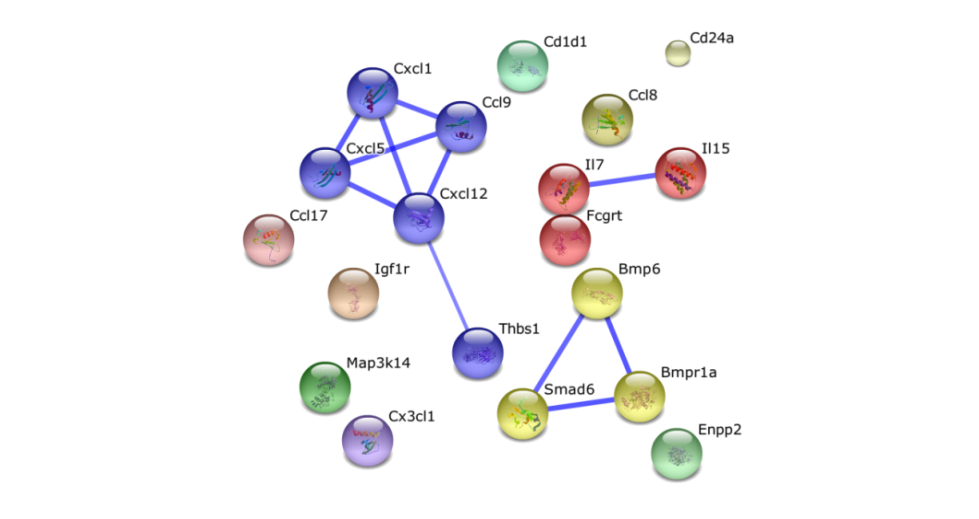 Cd24a
Cd1d1
Cxcl1
Ccl8
Ccl9
Cxcl5
Il15
Il7
Cxcl12
Ccl17
Fcgrt
Igf1r
Bmp6
Thbs1
Map3k14
Bmpr1a
Smad6
Cx3cl1
Enpp2